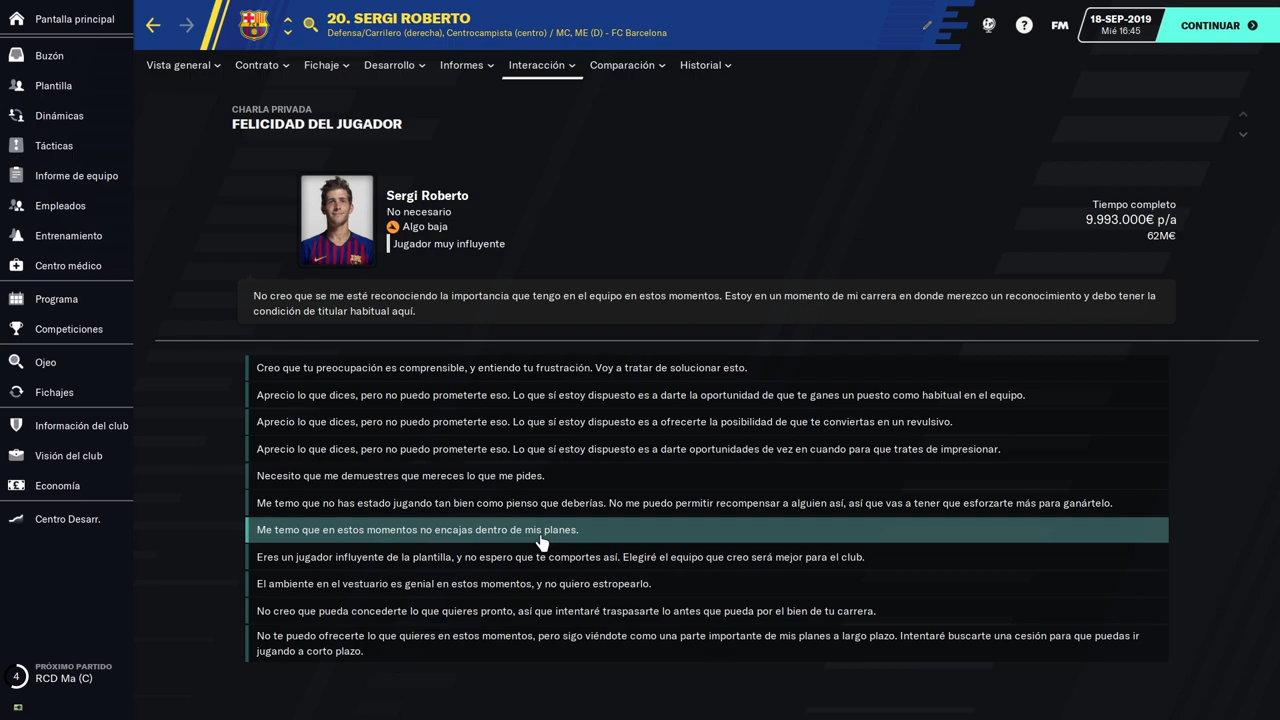 Pantalla principal
20. SERGI ROBERTO
Defensa/Carrilero (derecha), Centrocampista (centro) / MC, ME (D) - FC Barcelona
FM
18-SEP-2019
Mié 16:45
CONTINUAR
Buzón
Plantilla
Dinámicas
Tácticas
Informe de equipo
Empleados
Entrenamiento
Centro médico
Programa
Competiciones
Ojeo
Fichajes
Información del club
Visión del club
Economía
Centro Desarr.
4
PRÓXIMO PARTIDO
RCD Ma (C)
Vista general
Contrato
Fichaje
Desarrollo
Informes
Interacción
Comparación
Historial
CHARLA PRIVADA
FELICIDAD DEL JUGADOR
Sergi Roberto
No necesario
Algo baja
Jugador muy influyente
Tiempo completo
9.993.000€ p/a
62M€
No creo que se me esté reconociendo la importancia que tengo en el equipo en estos momentos. Estoy en un momento de mi carrera en donde merezco un reconocimiento y debo tener la
condición de titular habitual aquí.
Creo que tu preocupación es comprensible, y entiendo tu frustración. Voy a tratar de solucionar esto.
Aprecio lo que dices, pero no puedo prometerte eso. Lo que sí estoy dispuesto es a darte la oportunidad de que te ganes un puesto como habitual en el equipo.
Aprecio lo que dices, pero no puedo prometerte eso. Lo que sí estoy dispuesto es a ofrecerte la posibilidad de que te conviertas en un revulsivo.
Aprecio lo que dices, pero no puedo prometerte eso. Lo que sí estoy dispuesto es a darte oportunidades de vez en cuando para que trates de impresionar.
Necesito que me demuestres que mereces lo que me pides.
Me temo que no has estado jugando tan bien como pienso que deberías. No me puedo permitir recompensar a alguien así, así que vas a tener que esforzarte más para ganártelo.
Me temo que en estos momentos no encajas dentro de mis planes.
Eres un jugador influyente de la plantilla, y no espero que te comportes así. Elegiré el equipo que creo será mejor para el club.
El ambiente en el vestuario es genial en estos momentos, y no quiero estropearlo.
No creo que pueda concederte lo que quieres pronto, así que intentaré traspasarte lo antes que pueda por el bien de tu carrera.
No te puedo ofrecerte lo que quieres en estos momentos, pero sigo viéndote como una parte importante de mis planes a largo plazo. Intentaré buscarte una cesión para que puedas ir
jugando a corto plazo.